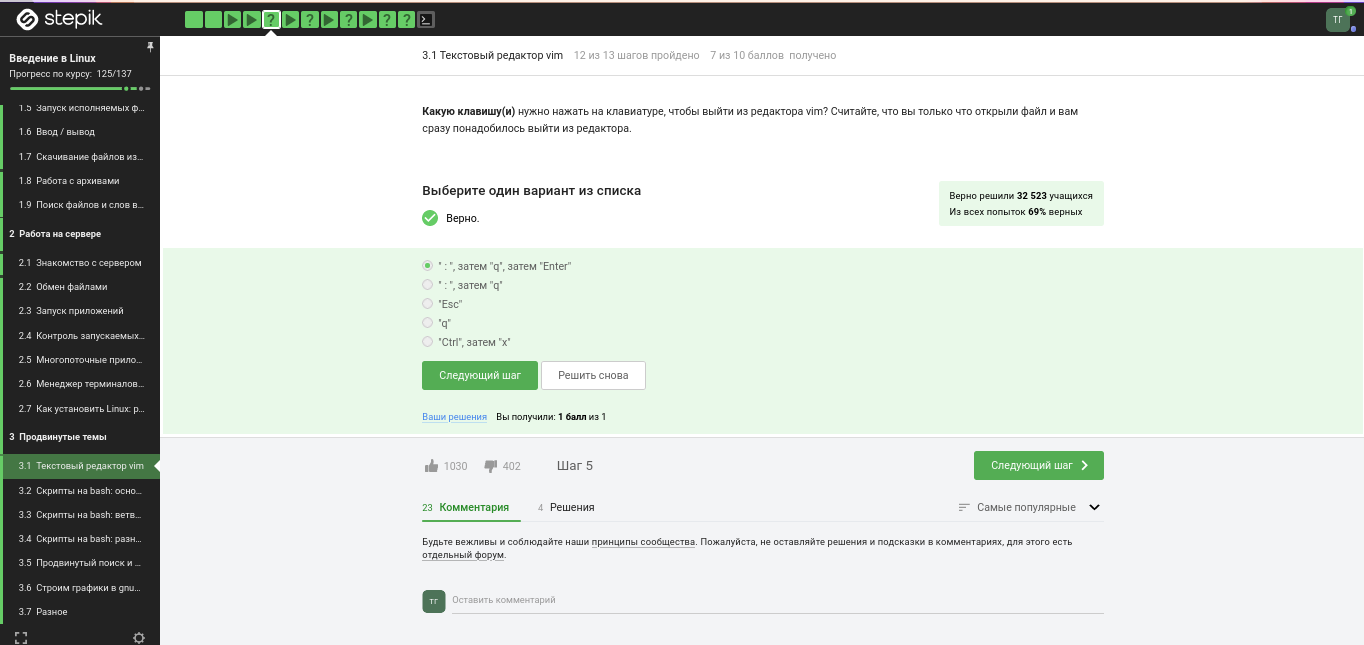 stepik
ТГ
1
Введение в Linux
Прогресс по курсу: 125/137
1.5 Запуск исполняемых ф...
1.6 Ввод / вывод
1.7 Скачивание файлов из...
1.8 Работа с архивами
1.9 Поиск файлов и слов в...
2 Работа на сервере
2.1 Знакомство с сервером
2.2 Обмен файлами
2.3 Запуск приложений
2.4 Контроль запускаемых...
2.5 Многопоточные прило...
2.6 Менеджер терминалов...
2.7 Как установить Linux: р...
3 Продвинутые темы
3.1 Текстовый редактор vim
3.2 Скрипты на bash: осно...
3.3 Скрипты на bash: ветв...
3.4 Скрипты на bash: разн...
3.5 Продвинутый поиск и ...
3.6 Строим графики в gnu...
3.7 Разное
3.1 Текстовый редактор vim 12 из 13 шагов пройдено 7 из 10 баллов получено
Какую клавишу(и) нужно нажать на клавиатуре, чтобы выйти из редактора vim? Считайте, что вы только что открыли файл и вам
сразу понадобилось выйти из редактора.
Выберите один вариант из списка
Верно.
Верно решили 32 523 учащихся
Из всех попыток 69% верных
" : ", затем "q", затем "Enter"
" : ", затем "q"
"Esc"
"q"
"Ctrl", затем "x"
Следующий шаг Решить снова
Ваши решения Вы получили: 1 балл из 1
1030 402 Шаг 5 Следующий шаг
23 Комментария 4 Решения Самые популярные
Будьте вежливы и соблюдайте наши принципы сообщества. Пожалуйста, не оставляйте решения и подсказки в комментариях, для этого есть
отдельный форум.
ТГ Оставить комментарий